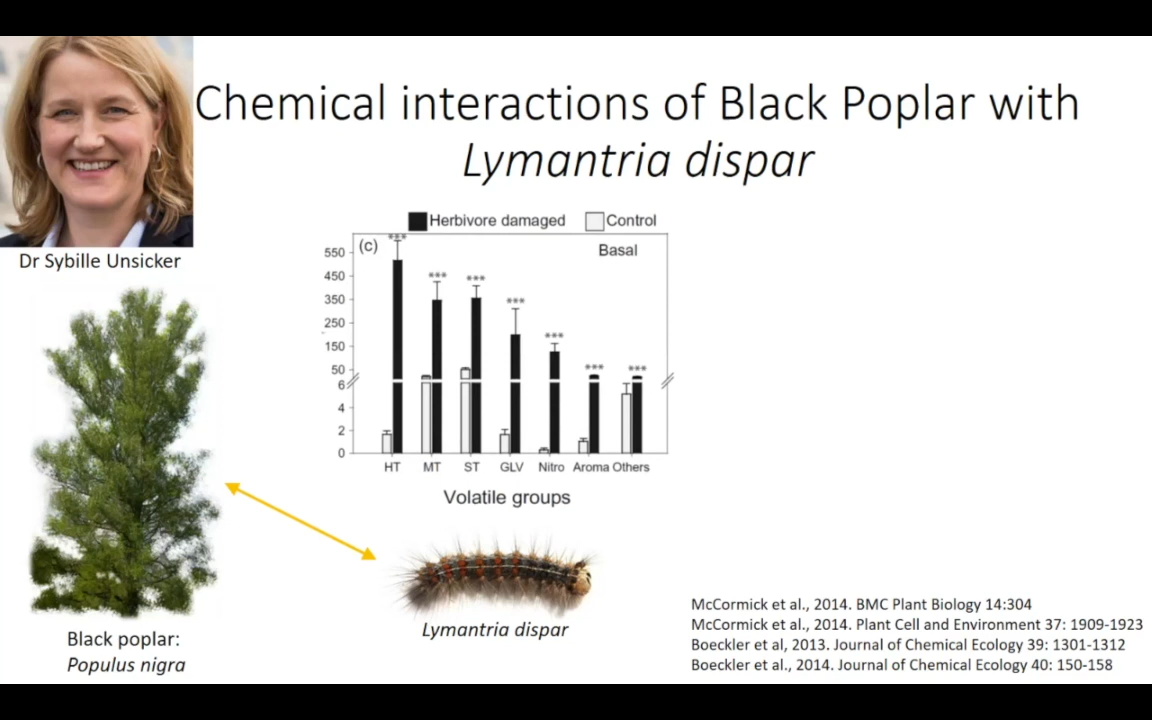 Chemical interactions of Black Poplar with
Lymantria dispar
Dr Sybille Unsicker
Herbivore damaged
Control
(c)
Basal
550
450
350
250
150
50
6
4
2
0
***
***
***
***
***
***
***
HT MT ST GLV Nitro Aroma Others
Volatile groups
Lymantria dispar
Black poplar:
Populus nigra
McCormick et al., 2014. BMC Plant Biology 14:304
McCormick et al., 2014. Plant Cell and Environment 37: 1909-1923
Boeckler et al, 2013. Journal of Chemical Ecology 39: 1301-1312
Boeckler et al., 2014. Journal of Chemical Ecology 40: 150-158